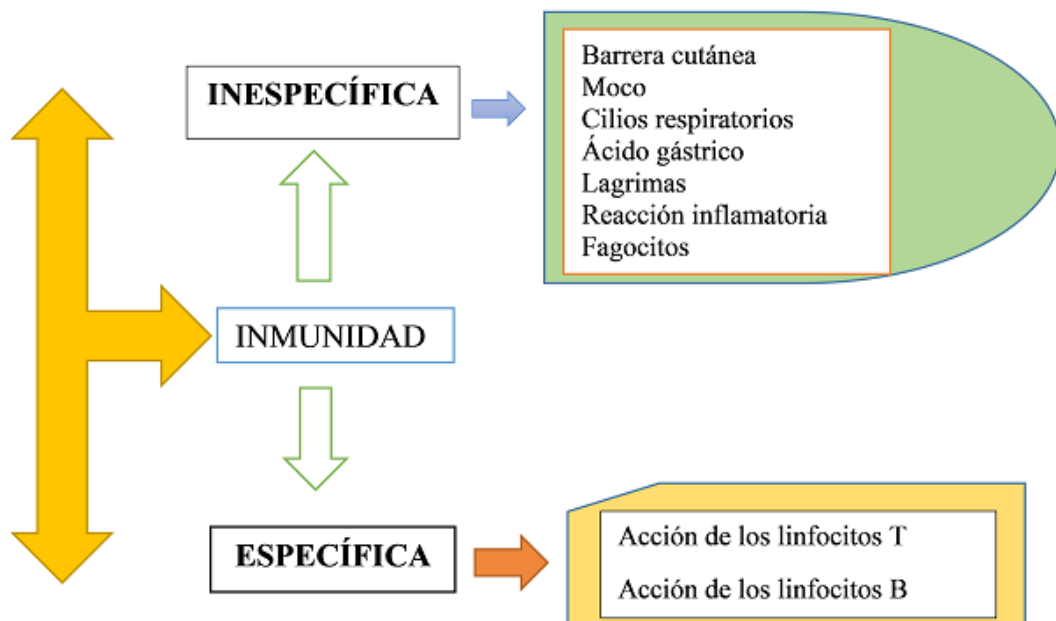 INESPECÍFICA
Barrera cutánea
Moco
Cilios respiratorios
Ácido gástrico
Lagrimas
Reacción inflamatoria
Fagocitos
INMUNIDAD
ESPECÍFICA
Acción de los linfocitos T
Acción de los linfocitos B